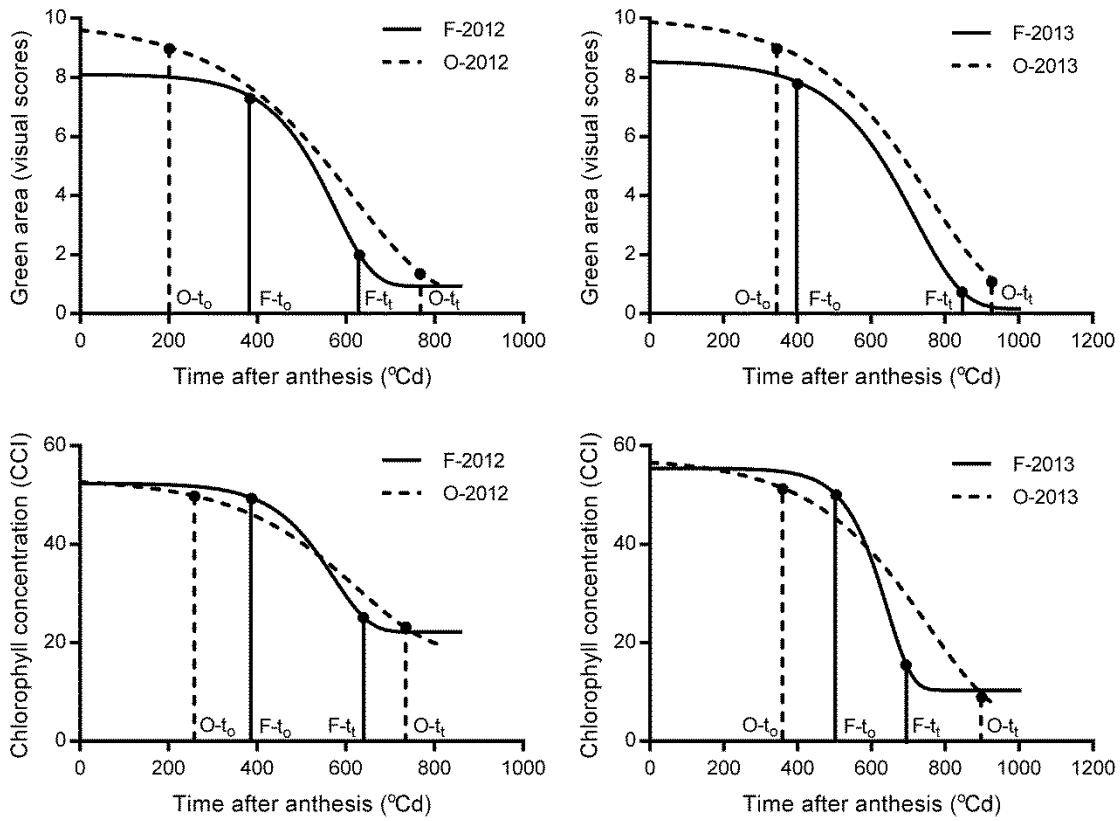 10
8
6
4
2
0
Green area (visual scores)
F-2012
O-2012
O-tₒ
F-tₒ
F-tₜ
O-tₜ
0 200 400 600 800 1000
Time after anthesis (⁰Cd)
10
8
6
4
2
0
Green area (visual scores)
F-2013
O-2013
O-tₒ
F-tₒ
F-tₜ
O-tₜ
0 200 400 600 800 1000 1200
Time after anthesis (⁰Cd)
60
40
20
0
Chlorophyll concentration (CCI)
F-2012
O-2012
O-tₒ
F-tₒ
F-tₜ
O-tₜ
0 200 400 600 800 1000
Time after anthesis (⁰Cd)
60
40
20
0
Chlorophyll concentration (CCI)
F-2013
O-2013
O-tₒ
F-tₒ
F-tₜ
O-tₜ
0 200 400 600 800 1000 1200
Time after anthesis (⁰Cd)